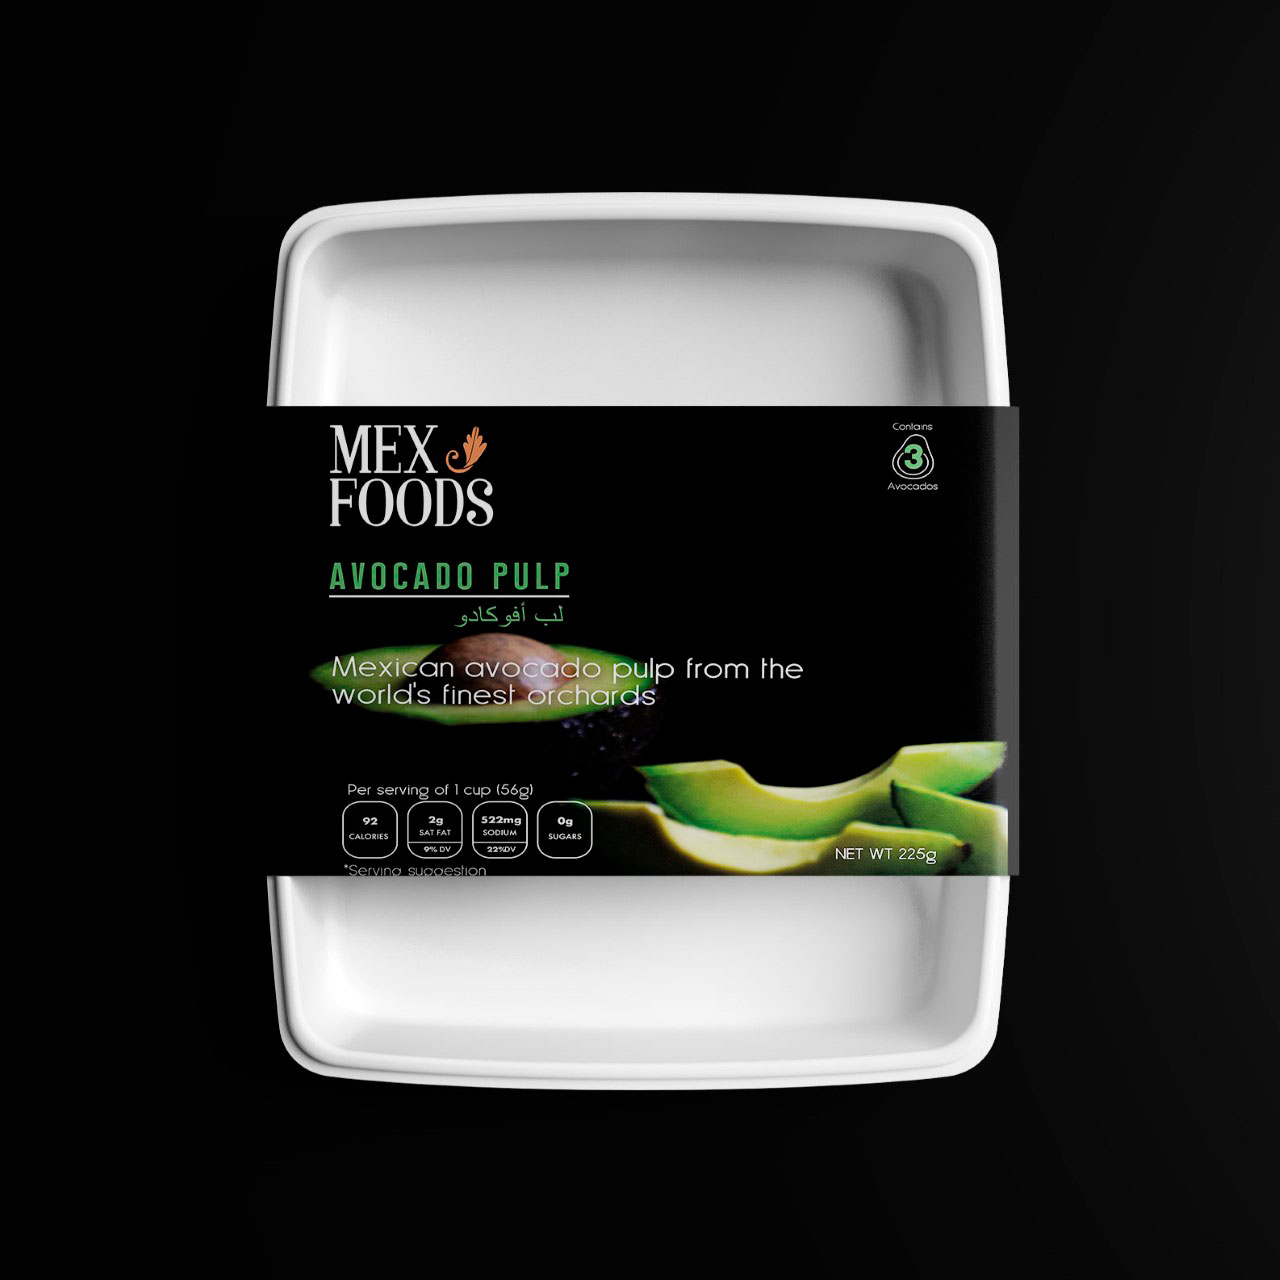 MEX
FOODS
Contains
3
Avocados
AVOCADO PULP
لب أفوكادو
Mexican avocado pulp from the
world's finest orchards
Per serving of 1 cup (56g)
92
CALORIES
2g
SAT FAT
9% DV
522mg
SODIUM
22%DV
0g
SUGARS
*Serving suggestion
NET WT 225g